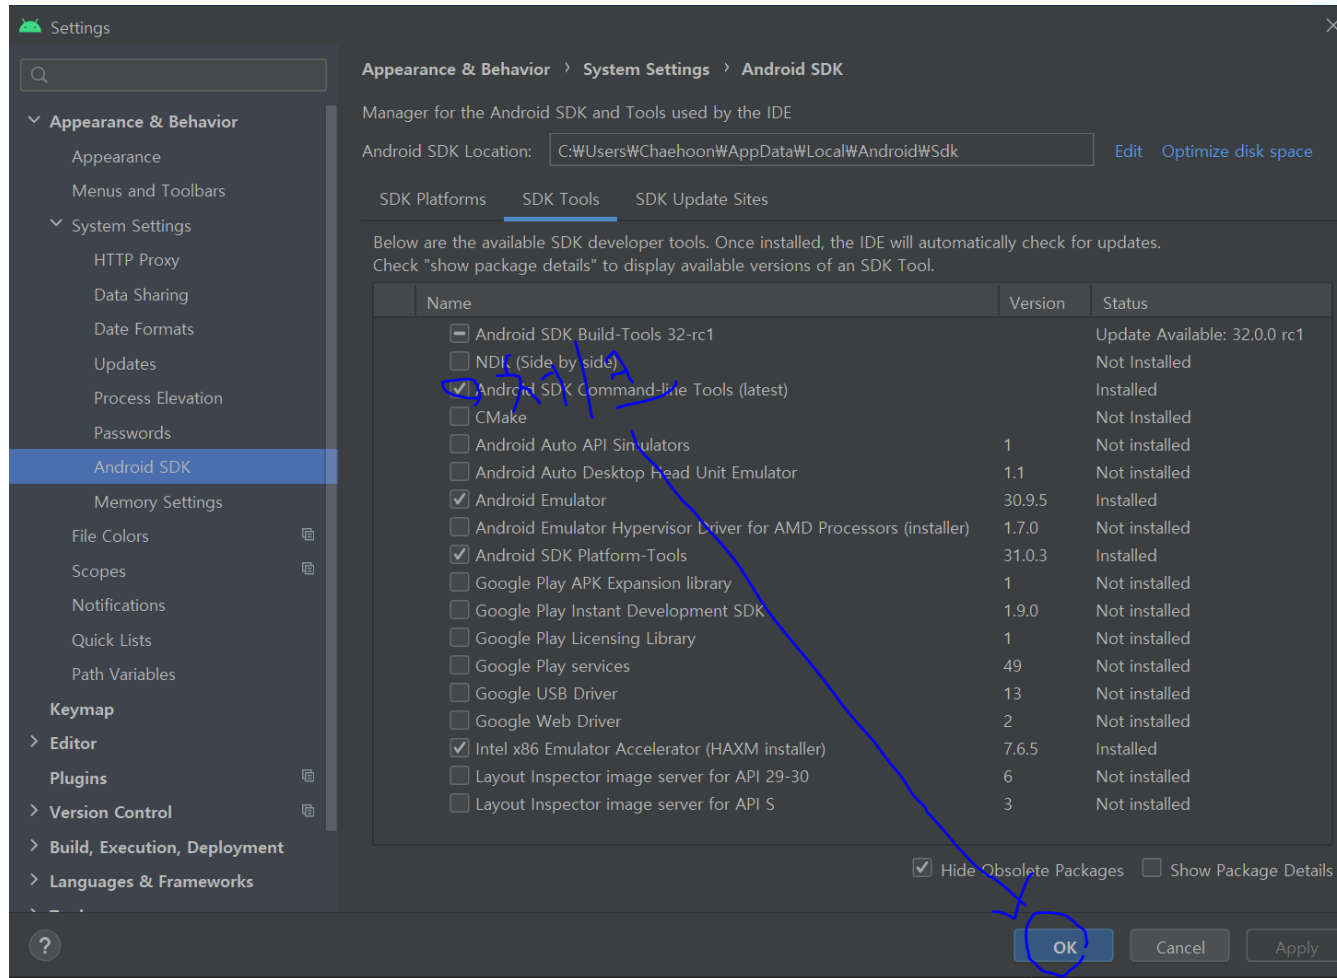 Settings
Appearance & Behavior › System Settings › Android SDK
Manager for the Android SDK and Tools used by the IDE
Android SDK Location: C:₩Users₩Chaehoon₩AppData₩Local₩Android₩Sdk Edit Optimize disk space
SDK Platforms SDK Tools SDK Update Sites
Below are the available SDK developer tools. Once installed, the IDE will automatically check for updates.
Check "show package details" to display available versions of an SDK Tool.
Name Version Status
Android SDK Build-Tools 32-rc1 Update Available: 32.0.0 rc1
NDK (Side by side) Not Installed
Android SDK Command-line Tools (latest) Installed
CMake Not Installed
Android Auto API Simulators 1 Not installed
Android Auto Desktop Head Unit Emulator 1.1 Not installed
Android Emulator 30.9.5 Installed
Android Emulator Hypervisor Driver for AMD Processors (installer) 1.7.0 Not installed
Android SDK Platform-Tools 31.0.3 Installed
Google Play APK Expansion library 1 Not installed
Google Play Instant Development SDK 1.9.0 Not installed
Google Play Licensing Library 1 Not installed
Google Play services 49 Not installed
Google USB Driver 13 Not installed
Google Web Driver 2 Not installed
Intel x86 Emulator Accelerator (HAXM installer) 7.6.5 Installed
Layout Inspector image server for API 29-30 6 Not installed
Layout Inspector image server for API S 3 Not installed
Hide Obsolete Packages Show Package Details
Appearance & Behavior
Appearance
Menus and Toolbars
System Settings
HTTP Proxy
Data Sharing
Date Formats
Updates
Process Elevation
Passwords
Android SDK
Memory Settings
File Colors
Scopes
Notifications
Quick Lists
Path Variables
Keymap
Editor
Plugins
Version Control
Build, Execution, Deployment
Languages & Frameworks
? OK Cancel Apply